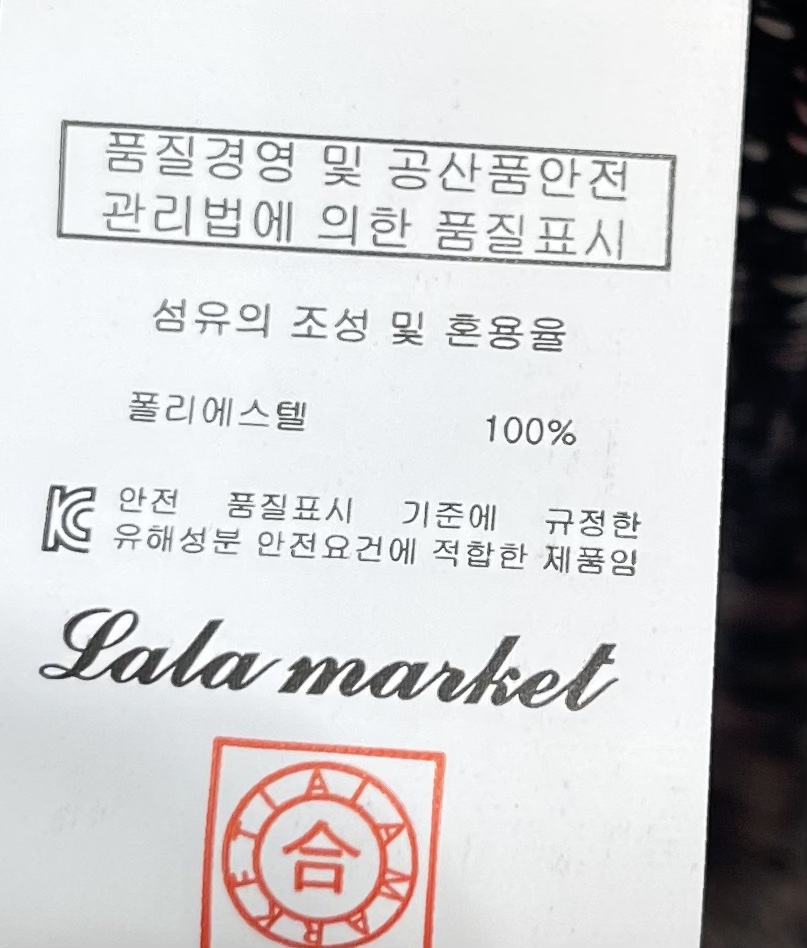 품질경영 및 공산품안전
관리법에 의한 품질표시
섬유의 조성 및 혼용율
폴리에스텔 100%
안전 품질표시 기준에 규정한
유해성분 안전요건에 적합한 제품임
Lala market
LALA MARKET
合